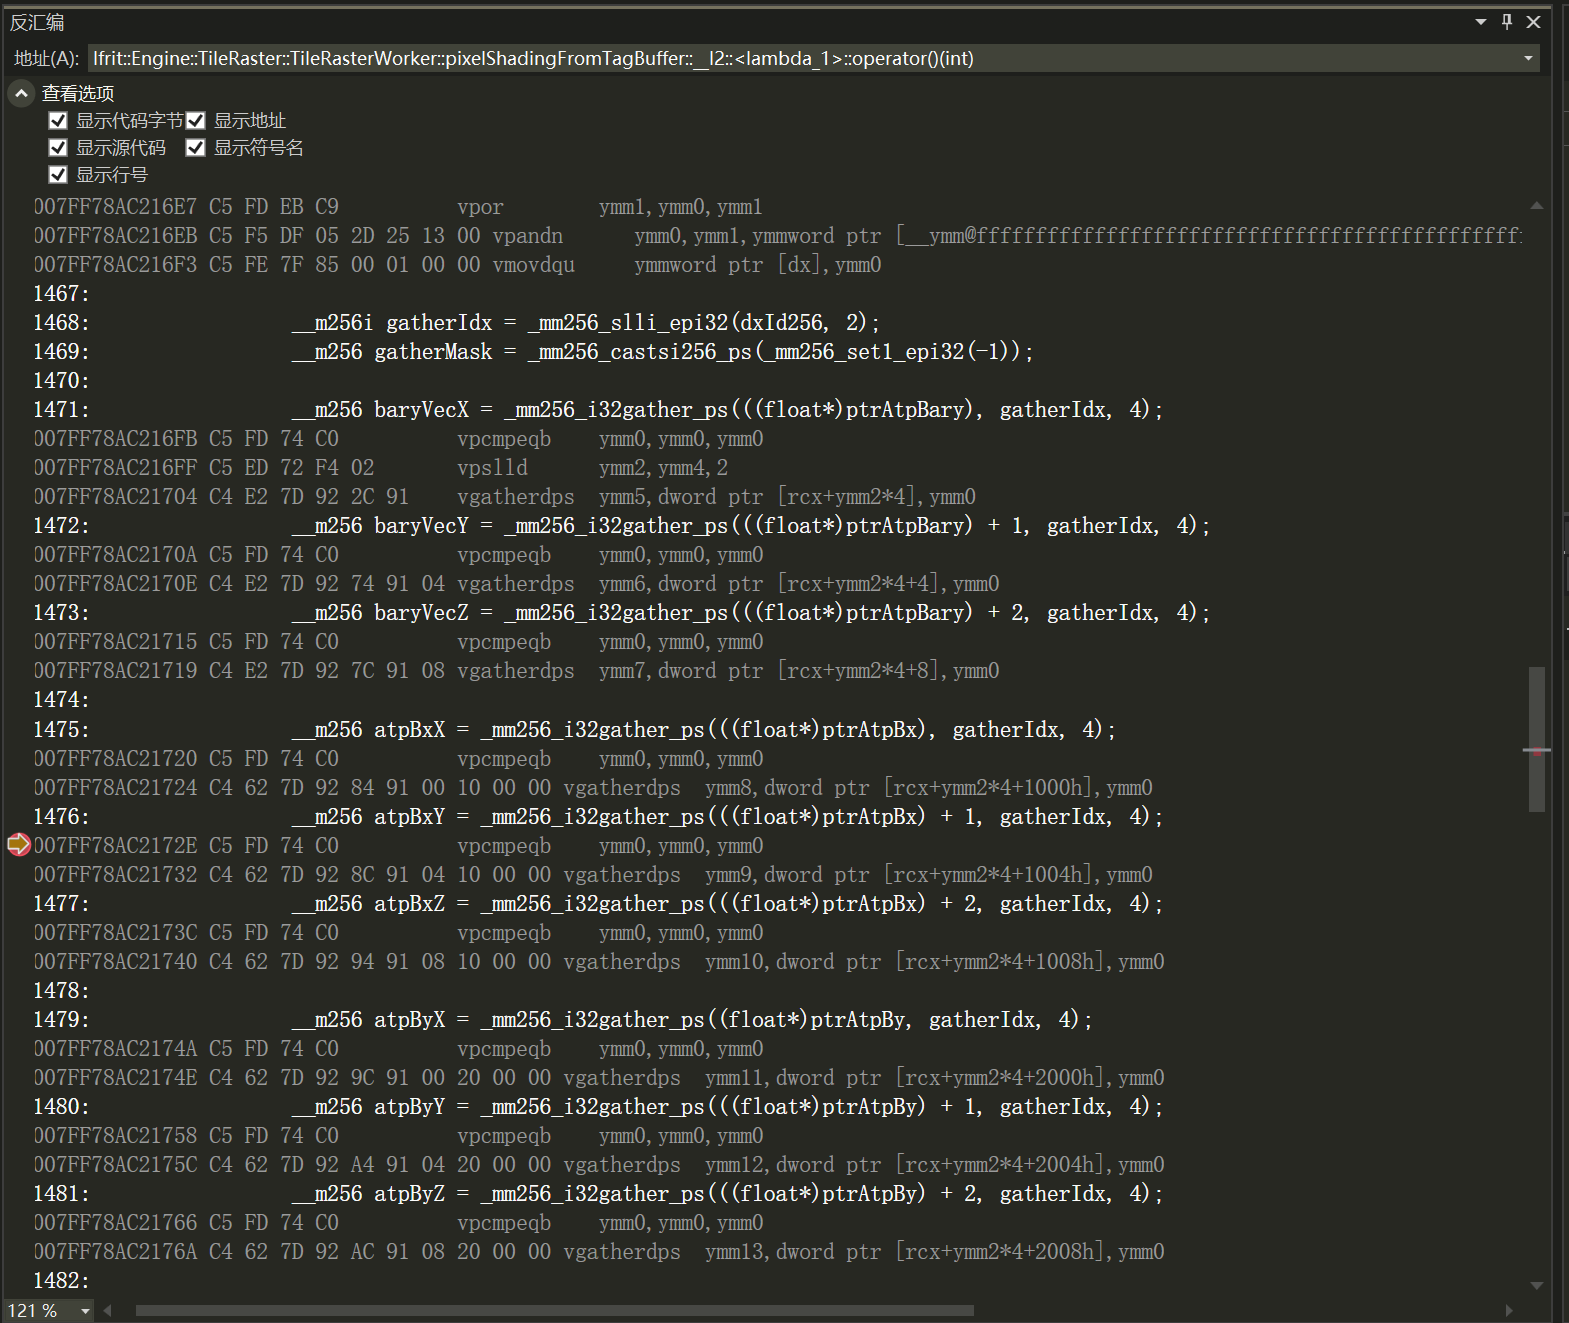 反汇编
地址(A): Ifrit::Engine::TileRaster::TileRasterWorker::pixelShadingFromTagBuffer::__l2::<lambda_1>::operator()(int)
查看选项
显示代码字节 显示地址
显示源代码 显示符号名
显示行号
007FF78AC216E7 C5 FD EB C9 vpor ymm1,ymm0,ymm1
007FF78AC216EB C5 F5 DF 05 2D 25 13 00 vpandn ymm0,ymm1,ymmword ptr [__ymm@ffffffffffffffffffffffffffffffffffffffffffffff
007FF78AC216F3 C5 FE 7F 85 00 01 00 00 vmovdqu ymmword ptr [dx],ymm0
1467:
1468: __m256i gatherIdx = _mm256_slli_epi32(dxId256, 2);
1469: __m256 gatherMask = _mm256_castsi256_ps(_mm256_set1_epi32(-1));
1470:
1471: __m256 baryVecX = _mm256_i32gather_ps(((float*)ptrAtpBary), gatherIdx, 4);
007FF78AC216FB C5 FD 74 C0 vpcmpeqb ymm0,ymm0,ymm0
007FF78AC216FF C5 ED 72 F4 02 vpslld ymm2,ymm4,2
007FF78AC21704 C4 E2 7D 92 2C 91 vgatherdps ymm5,dword ptr [rcx+ymm2*4],ymm0
1472: __m256 baryVecY = _mm256_i32gather_ps(((float*)ptrAtpBary) + 1, gatherIdx, 4);
007FF78AC2170A C5 FD 74 C0 vpcmpeqb ymm0,ymm0,ymm0
007FF78AC2170E C4 E2 7D 92 74 91 04 vgatherdps ymm6,dword ptr [rcx+ymm2*4+4],ymm0
1473: __m256 baryVecZ = _mm256_i32gather_ps(((float*)ptrAtpBary) + 2, gatherIdx, 4);
007FF78AC21715 C5 FD 74 C0 vpcmpeqb ymm0,ymm0,ymm0
007FF78AC21719 C4 E2 7D 92 7C 91 08 vgatherdps ymm7,dword ptr [rcx+ymm2*4+8],ymm0
1474:
1475: __m256 atpBxX = _mm256_i32gather_ps(((float*)ptrAtpBx), gatherIdx, 4);
007FF78AC21720 C5 FD 74 C0 vpcmpeqb ymm0,ymm0,ymm0
007FF78AC21724 C4 62 7D 92 84 91 00 10 00 00 vgatherdps ymm8,dword ptr [rcx+ymm2*4+1000h],ymm0
1476: __m256 atpBxY = _mm256_i32gather_ps(((float*)ptrAtpBx) + 1, gatherIdx, 4);
007FF78AC2172E C5 FD 74 C0 vpcmpeqb ymm0,ymm0,ymm0
007FF78AC21732 C4 62 7D 92 8C 91 04 10 00 00 vgatherdps ymm9,dword ptr [rcx+ymm2*4+1004h],ymm0
1477: __m256 atpBxZ = _mm256_i32gather_ps(((float*)ptrAtpBx) + 2, gatherIdx, 4);
007FF78AC2173C C5 FD 74 C0 vpcmpeqb ymm0,ymm0,ymm0
007FF78AC21740 C4 62 7D 92 94 91 08 10 00 00 vgatherdps ymm10,dword ptr [rcx+ymm2*4+1008h],ymm0
1478:
1479: __m256 atpByX = _mm256_i32gather_ps((float*)ptrAtpBy, gatherIdx, 4);
007FF78AC2174A C5 FD 74 C0 vpcmpeqb ymm0,ymm0,ymm0
007FF78AC2174E C4 62 7D 92 9C 91 00 20 00 00 vgatherdps ymm11,dword ptr [rcx+ymm2*4+2000h],ymm0
1480: __m256 atpByY = _mm256_i32gather_ps(((float*)ptrAtpBy) + 1, gatherIdx, 4);
007FF78AC21758 C5 FD 74 C0 vpcmpeqb ymm0,ymm0,ymm0
007FF78AC2175C C4 62 7D 92 A4 91 04 20 00 00 vgatherdps ymm12,dword ptr [rcx+ymm2*4+2004h],ymm0
1481: __m256 atpByZ = _mm256_i32gather_ps(((float*)ptrAtpBy) + 2, gatherIdx, 4);
007FF78AC21766 C5 FD 74 C0 vpcmpeqb ymm0,ymm0,ymm0
007FF78AC2176A C4 62 7D 92 AC 91 08 20 00 00 vgatherdps ymm13,dword ptr [rcx+ymm2*4+2008h],ymm0
1482:
121 %